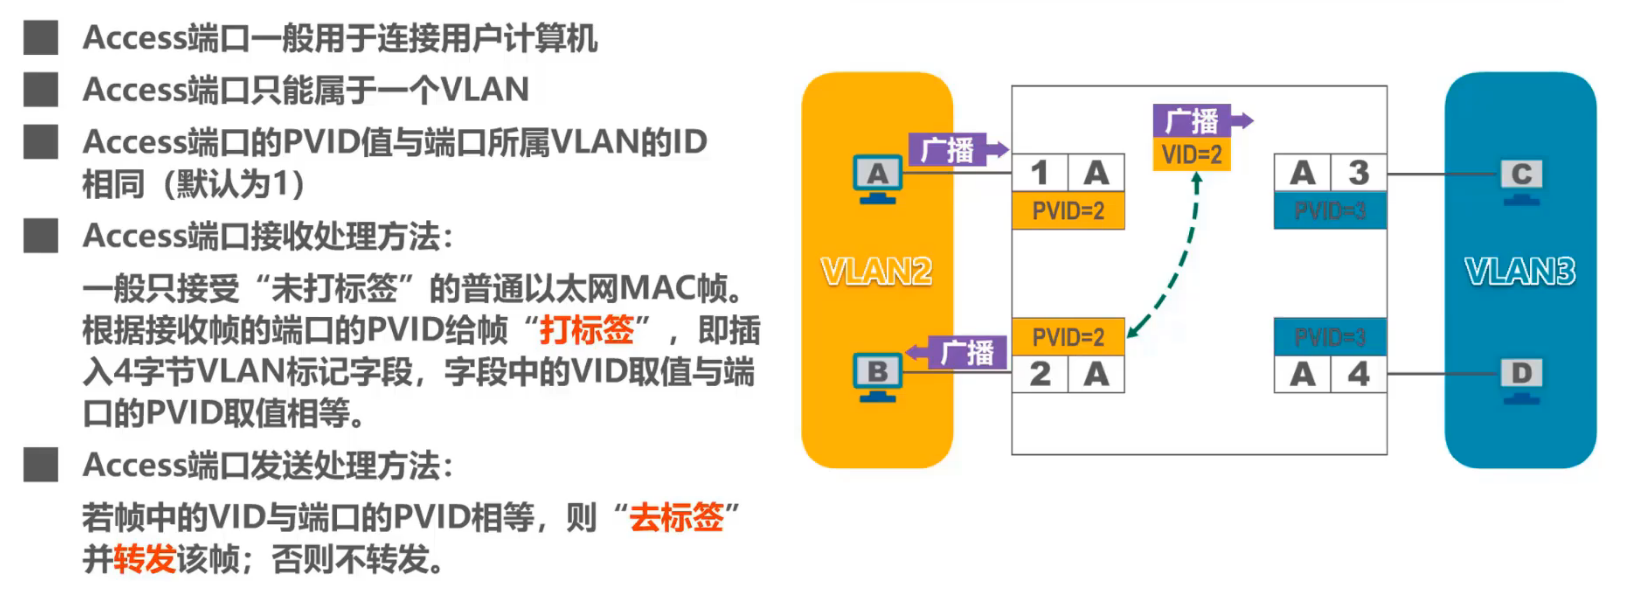 Access端口一般用于连接用户计算机
Access端口只能属于一个VLAN
Access端口的PVID值与端口所属VLAN的ID
相同（默认为1）
Access端口接收处理方法：
一般只接受“未打标签”的普通以太网MAC帧。
根据接收帧的端口的PVID给帧“打标签”，即插
入4字节VLAN标记字段，字段中的VID取值与端
口的PVID取值相等。
Access端口发送处理方法：
若帧中的VID与端口的PVID相等，则“去标签”
并转发该帧；否则不转发。
VLAN2
A
广播
1 A
PVID=2
广播
VID=2
A 3
PVID=3
C
B
广播
PVID=2
2 A
PVID=3
A 4
D
VLAN3